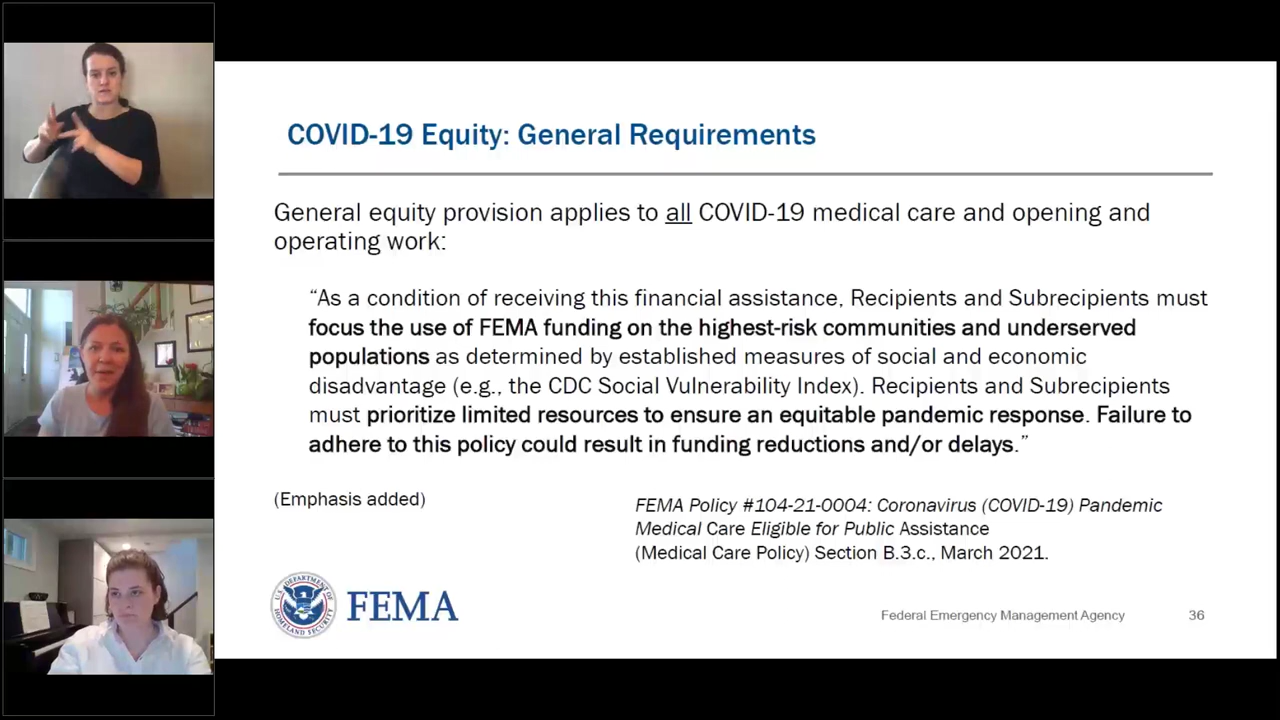 COVID-19 Equity: General Requirements
General equity provision applies to all COVID-19 medical care and opening and
operating work:
“As a condition of receiving this financial assistance, Recipients and Subrecipients must
focus the use of FEMA funding on the highest-risk communities and underserved
populations as determined by established measures of social and economic
disadvantage (e.g., the CDC Social Vulnerability Index). Recipients and Subrecipients
must prioritize limited resources to ensure an equitable pandemic response. Failure to
adhere to this policy could result in funding reductions and/or delays.”
(Emphasis added)
FEMA Policy #104-21-0004: Coronavirus (COVID-19) Pandemic
Medical Care Eligible for Public Assistance
(Medical Care Policy) Section B.3.c., March 2021.
U.S. DEPARTMENT OF
HOMELAND SECURITY
FEMA
Federal Emergency Management Agency
36